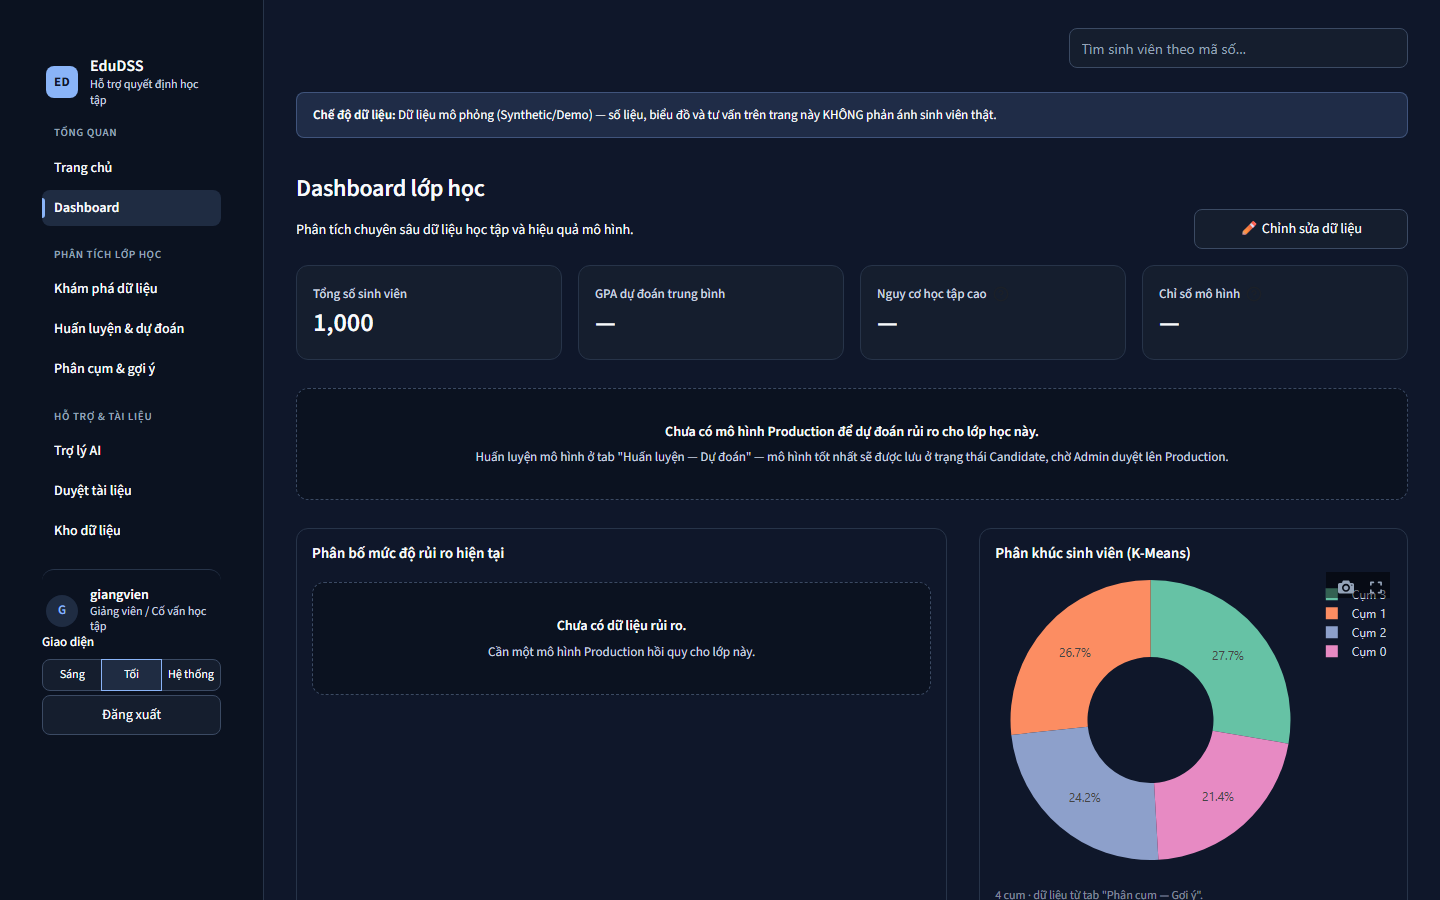 ED
EduDSS
Hỗ trợ quyết định học
tập
TỔNG QUAN
Trang chủ
Dashboard
PHÂN TÍCH LỚP HỌC
Khám phá dữ liệu
Huấn luyện & dự đoán
Phân cụm & gợi ý
HỖ TRỢ & TÀI LIỆU
Trợ lý AI
Duyệt tài liệu
Kho dữ liệu
G
giangvien
Giảng viên / Cố vấn học
tập
Giao diện
Sáng
Tối
Hệ thống
Đăng xuất
Tìm sinh viên theo mã số...
Chế độ dữ liệu: Dữ liệu mô phỏng (Synthetic/Demo) — số liệu, biểu đồ và tư vấn trên trang này KHÔNG phản ánh sinh viên thật.
Dashboard lớp học
Phân tích chuyên sâu dữ liệu học tập và hiệu quả mô hình.
Chỉnh sửa dữ liệu
Tổng số sinh viên
1,000
GPA dự đoán trung bình
—
Nguy cơ học tập cao
—
Chỉ số mô hình
—
Chưa có mô hình Production để dự đoán rủi ro cho lớp học này.
Huấn luyện mô hình ở tab "Huấn luyện — Dự đoán" — mô hình tốt nhất sẽ được lưu ở trạng thái Candidate, chờ Admin duyệt lên Production.
Phân bố mức độ rủi ro hiện tại
Chưa có dữ liệu rủi ro.
Cần một mô hình Production hồi quy cho lớp này.
Phân khúc sinh viên (K-Means)
Cụm 3
Cụm 1
Cụm 2
Cụm 0
26.7%
27.7%
24.2%
21.4%
4 cụm · dữ liệu từ tab "Phân cụm — Gợi ý".